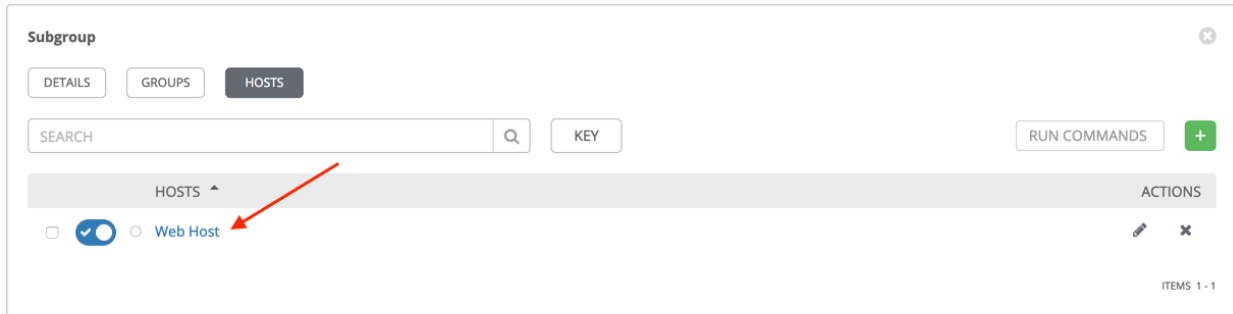 Subgroup
DETAILS GROUPS HOSTS
SEARCH KEY RUN COMMANDS +
HOSTS ACTIONS
Web Host
ITEMS 1 - 1